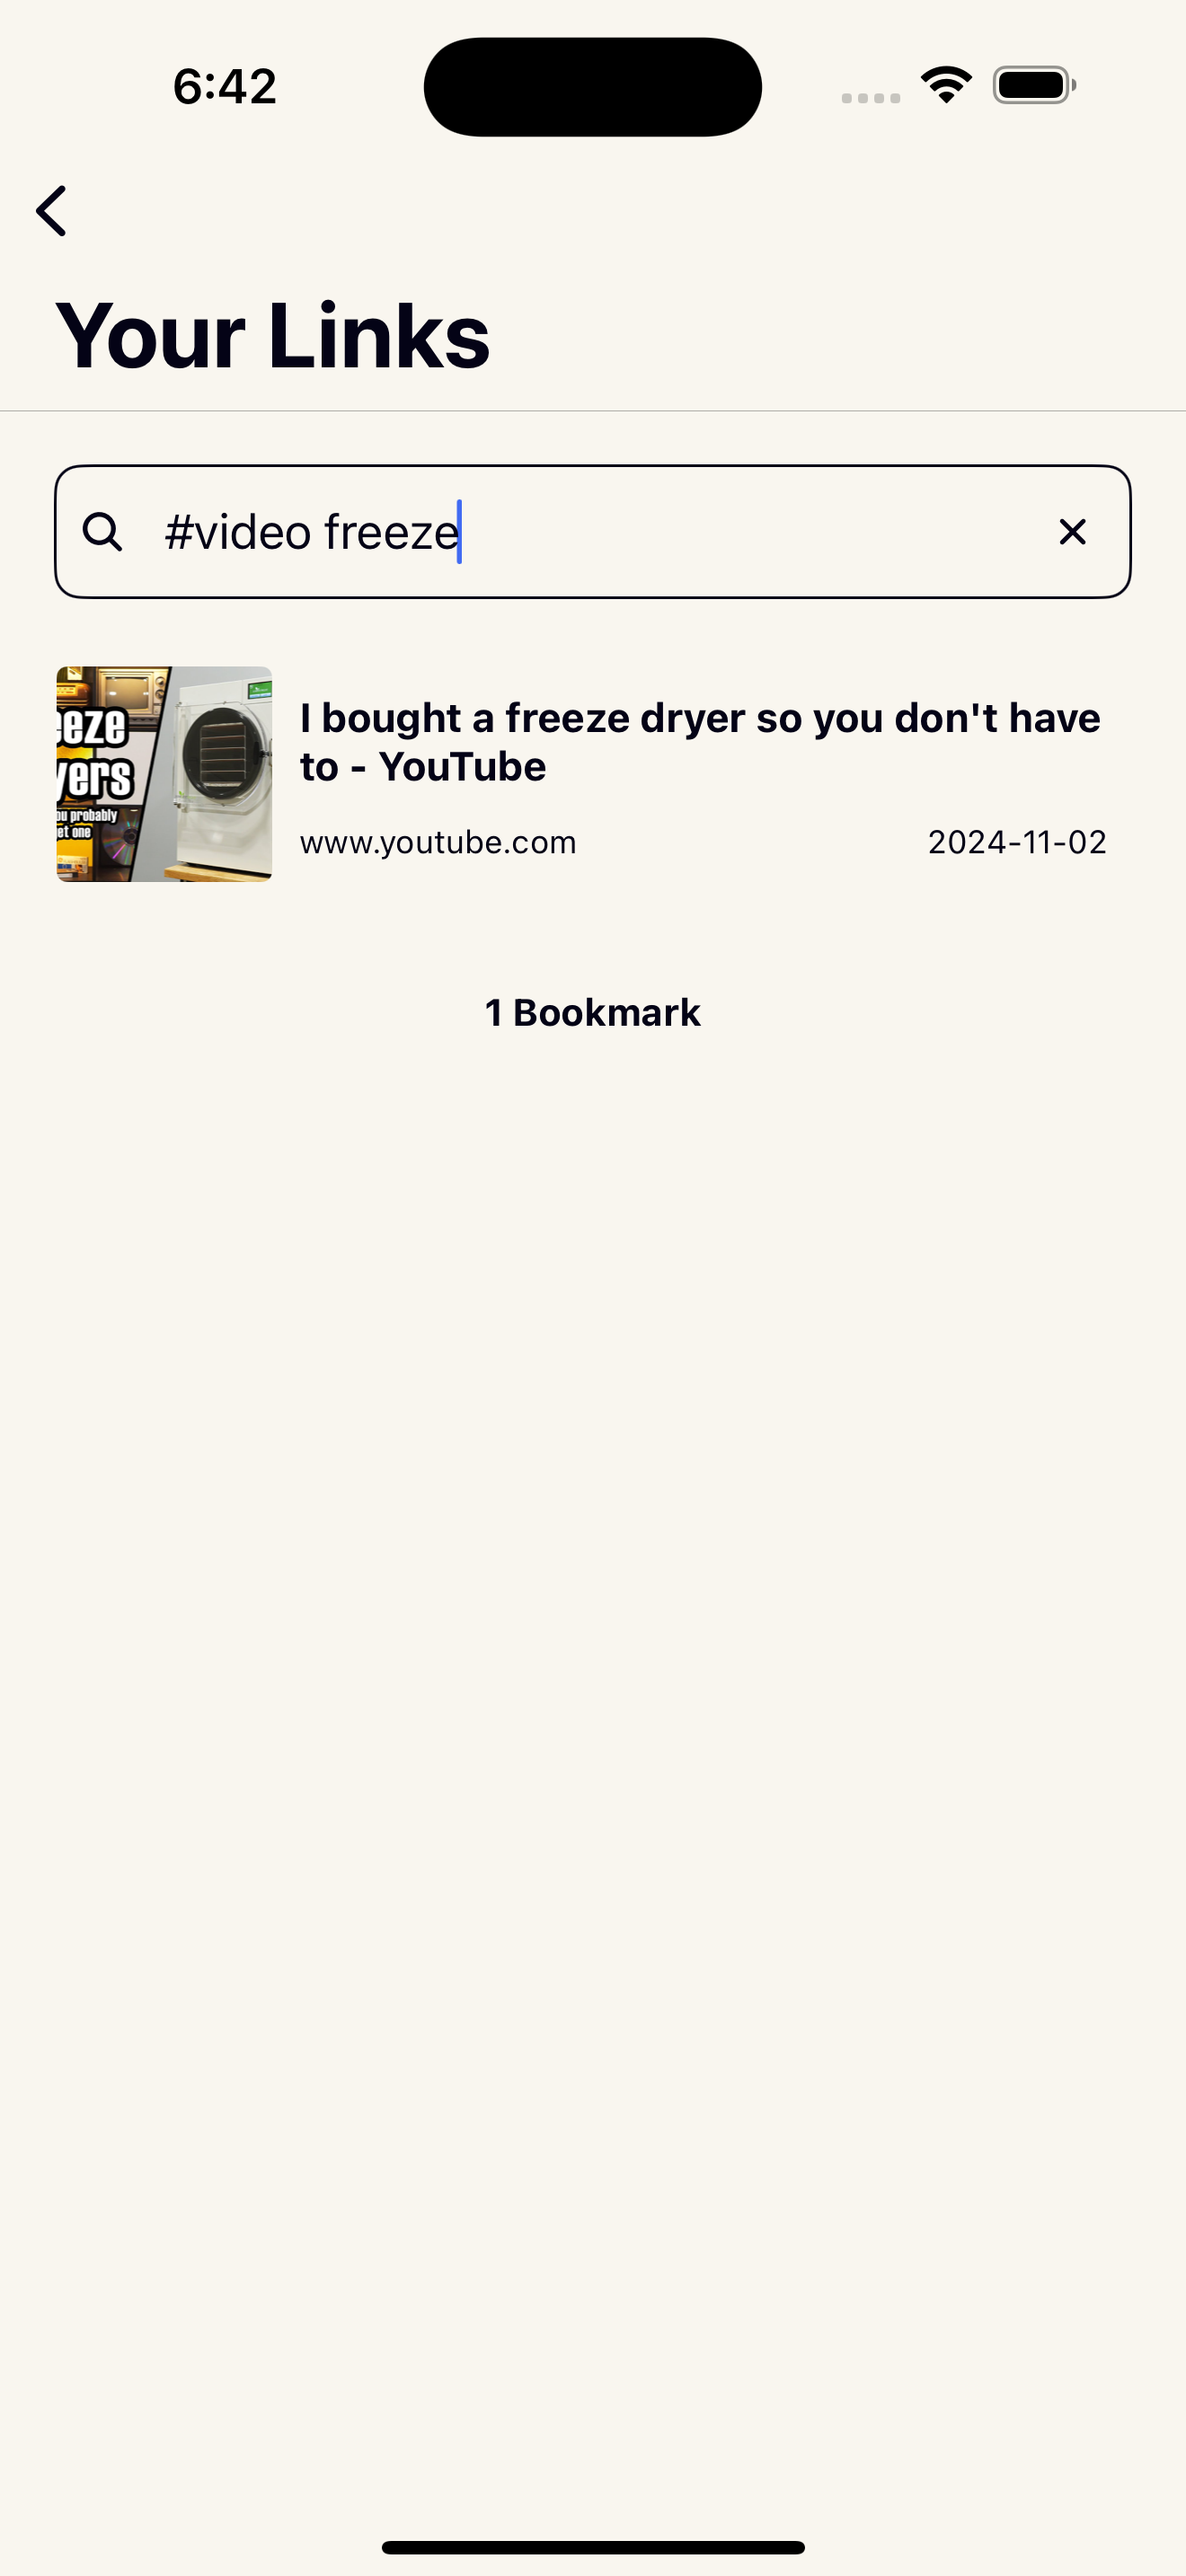 6:42
Your Links
#video freeze
eeze
yers
ou probably
et one
I bought a freeze dryer so you don't have
to - YouTube
www.youtube.com
2024-11-02
1 Bookmark